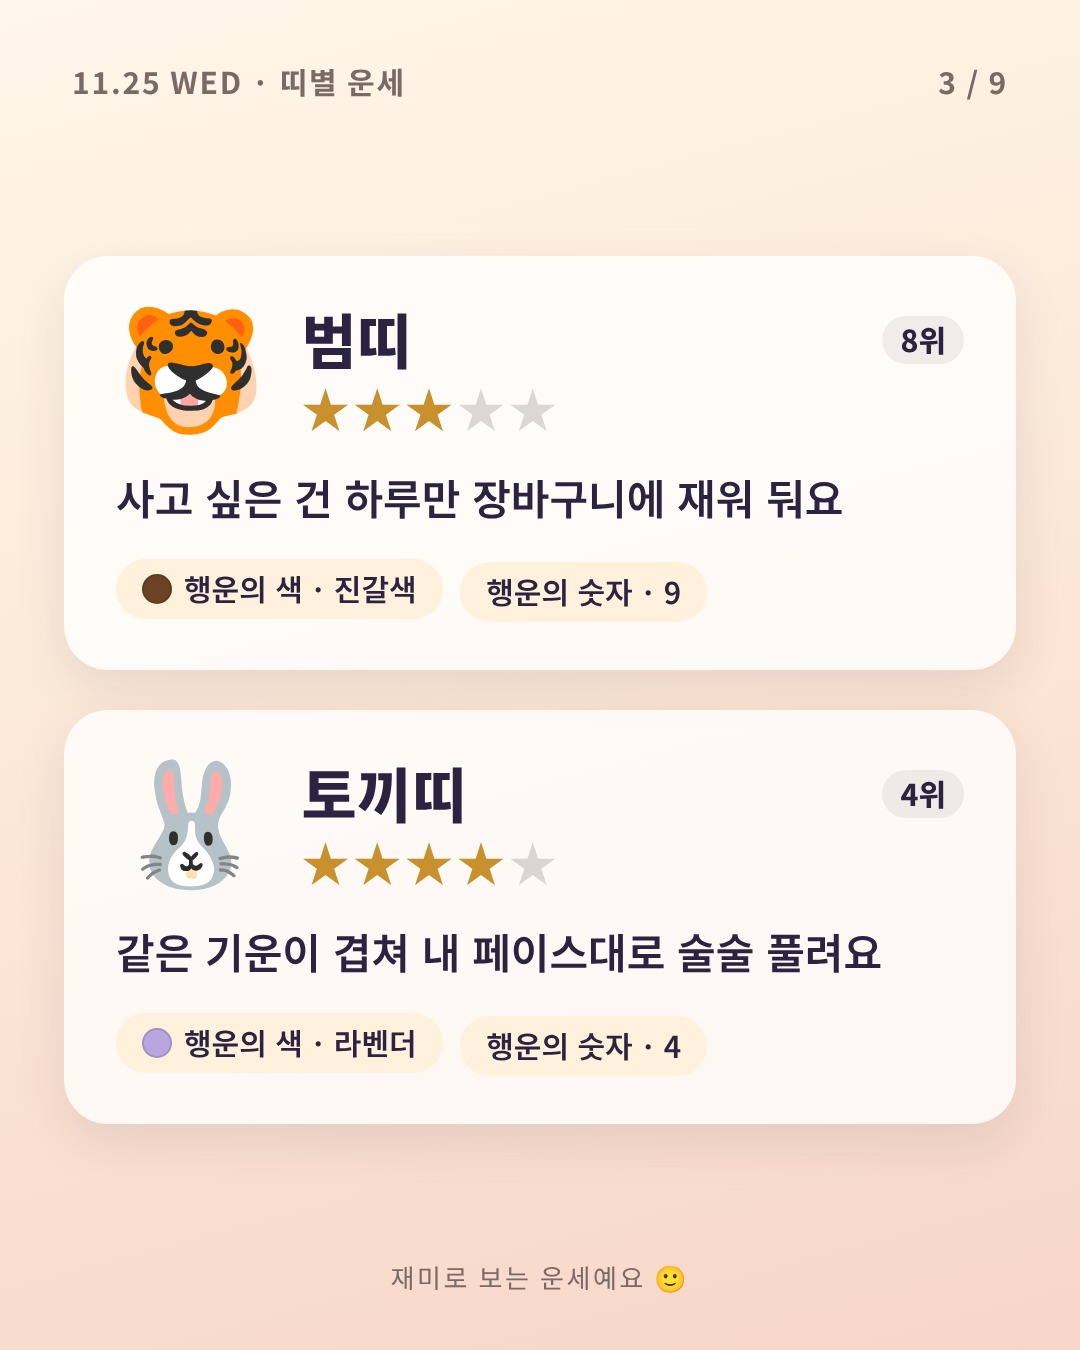 11.25 WED · 띠별 운세
3 / 9
범띠
8위
★★★★★
사고 싶은 건 하루만 장바구니에 재워 둬요
행운의 색 · 진갈색
행운의 숫자 · 9
토끼띠
4위
★★★★★
같은 기운이 겹쳐 내 페이스대로 술술 풀려요
행운의 색 · 라벤더
행운의 숫자 · 4
재미로 보는 운세예요 🙂